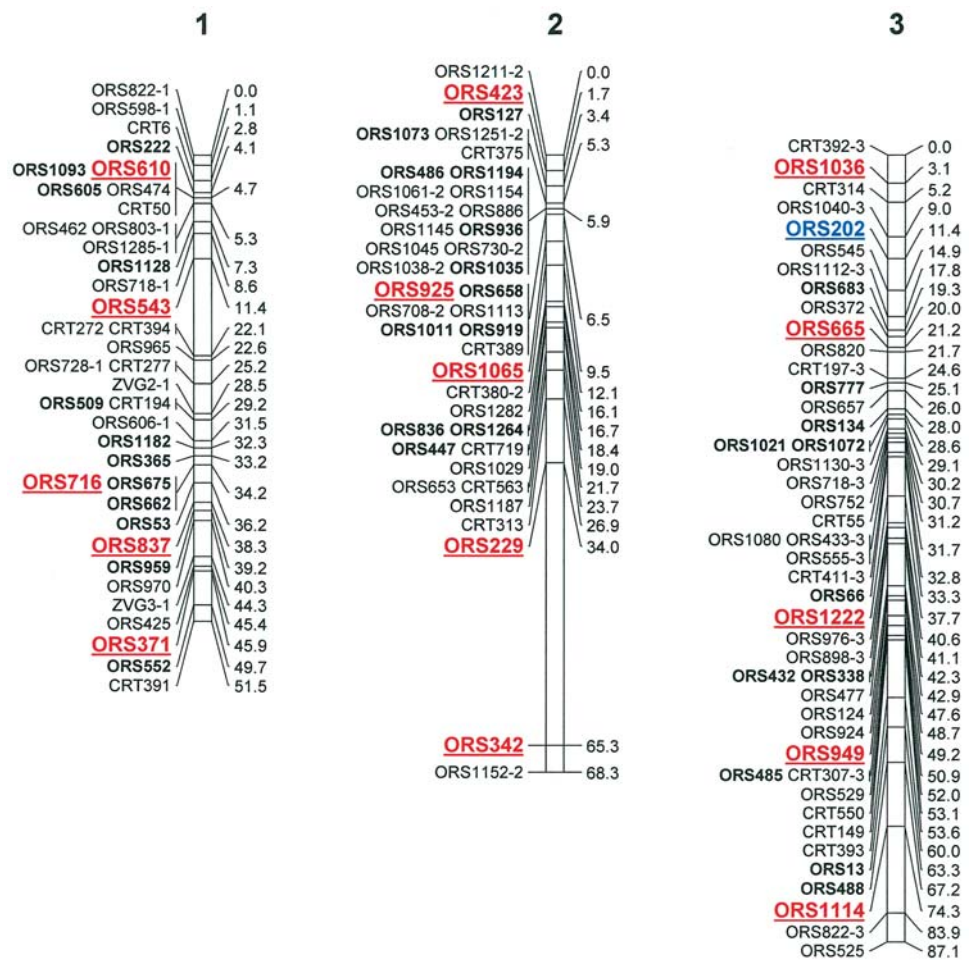 1
ORS822-1 0.0
ORS598-1 1.1
CRT6 2.8
ORS222 4.1
ORS1093 ORS610
ORS605 ORS474 4.7
CRT50
ORS462 ORS803-1 5.3
ORS1285-1
ORS1128 7.3
ORS718-1 8.6
ORS543 11.4
CRT272 CRT394 22.1
ORS965 22.6
ORS728-1 CRT277 25.2
ZVG2-1 28.5
ORS509 CRT194 29.2
ORS606-1 31.5
ORS1182 32.3
ORS365 33.2
ORS716 ORS675 34.2
ORS662
ORS53 36.2
ORS837 38.3
ORS959 39.2
ORS970 40.3
ZVG3-1 44.3
ORS425 45.4
ORS371 45.9
ORS552 49.7
CRT391 51.5
2
ORS1211-2 0.0
ORS423 1.7
ORS127 3.4
ORS1073 ORS1251-2 5.3
CRT375
ORS486 ORS1194
ORS1061-2 ORS1154
ORS453-2 ORS886 5.9
ORS1145 ORS936
ORS1045 ORS730-2
ORS1038-2 ORS1035
ORS925 ORS658
ORS708-2 ORS1113 6.5
ORS1011 ORS919
CRT389
ORS1065 9.5
CRT380-2 12.1
ORS1282 16.1
ORS836 ORS1264 16.7
ORS447 CRT719 18.4
ORS1029 19.0
ORS653 CRT563 21.7
ORS1187 23.7
CRT313 26.9
ORS229 34.0
ORS342 65.3
ORS1152-2 68.3
3
CRT392-3 0.0
ORS1036 3.1
CRT314 5.2
ORS1040-3 9.0
ORS202 11.4
ORS545 14.9
ORS1112-3 17.8
ORS683 19.3
ORS372 20.0
ORS665 21.2
ORS820 21.7
CRT197-3 24.6
ORS777 25.1
ORS657 26.0
ORS134 28.0
ORS1021 ORS1072 28.6
ORS1130-3 29.1
ORS718-3 30.2
ORS752 30.7
CRT55 31.2
ORS1080 ORS433-3 31.7
ORS555-3
CRT411-3 32.8
ORS66 33.3
ORS1222 37.7
ORS976-3 40.6
ORS898-3 41.1
ORS432 ORS338 42.3
ORS477 42.9
ORS124 47.6
ORS924 48.7
ORS949 49.2
ORS485 CRT307-3 50.9
ORS529 52.0
CRT550 53.1
CRT149 53.6
CRT393 60.0
ORS13 63.3
ORS488 67.2
ORS1114 74.3
ORS822-3 83.9
ORS525 87.1